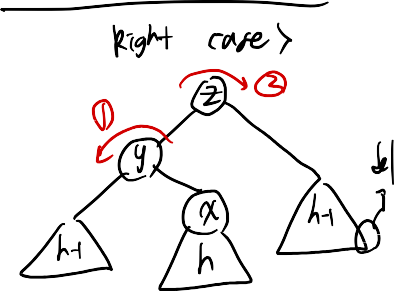 Right case >
z ②
① y
x
h-1 h h-1 del